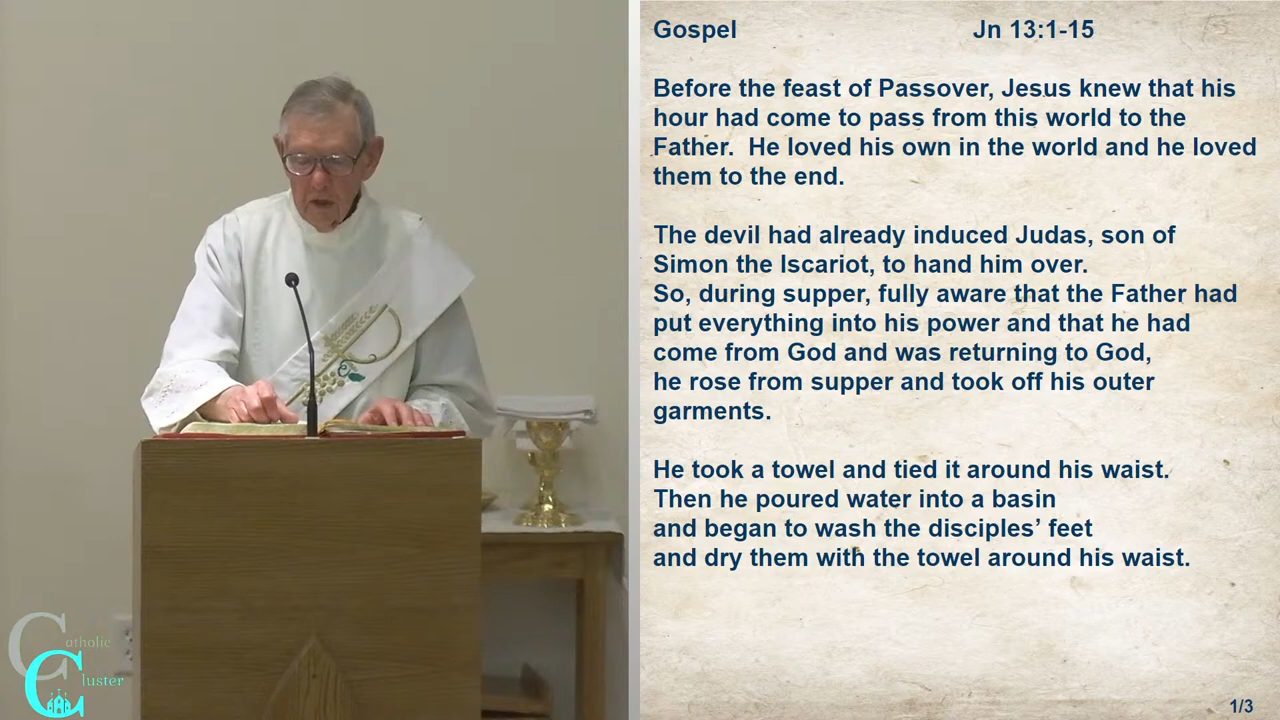 Gospel Jn 13:1-15
Before the feast of Passover, Jesus knew that his
hour had come to pass from this world to the
Father.  He loved his own in the world and he loved
them to the end.
The devil had already induced Judas, son of
Simon the Iscariot, to hand him over.
So, during supper, fully aware that the Father had
put everything into his power and that he had
come from God and was returning to God,
he rose from supper and took off his outer
garments.
He took a towel and tied it around his waist.
Then he poured water into a basin
and began to wash the disciples’ feet
and dry them with the towel around his waist.
Catholic
Cluster
1/3